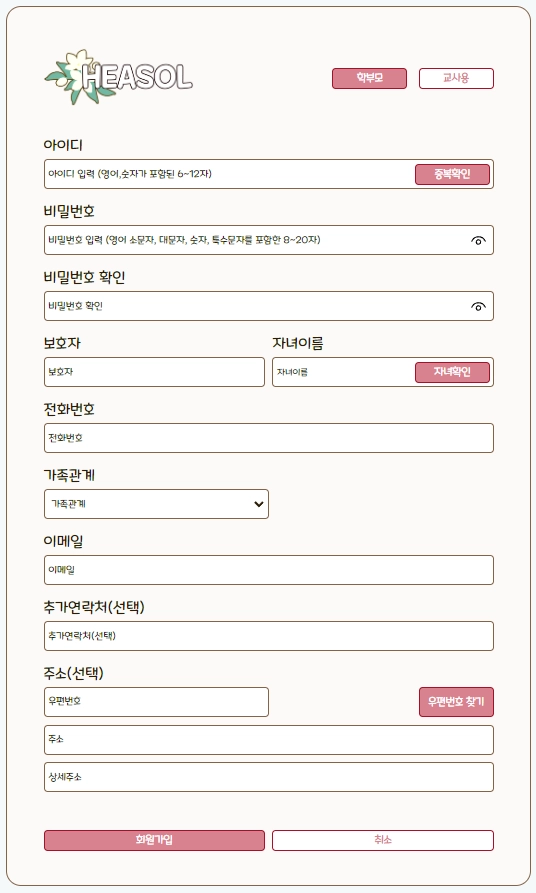 HEASOL
학부모 교사용
아이디
아이디 입력 (영어,숫자가 포함된 6~12자) 중복확인
비밀번호
비밀번호 입력 (영어 소문자, 대문자, 숫자, 특수문자를 포함한 8~20자)
비밀번호 확인
비밀번호 확인
보호자 자녀이름
보호자 자녀이름 자녀확인
전화번호
전화번호
가족관계
가족관계
이메일
이메일
추가연락처(선택)
추가연락처(선택)
주소(선택)
우편번호 우편번호 찾기
주소
상세주소
회원가입 취소